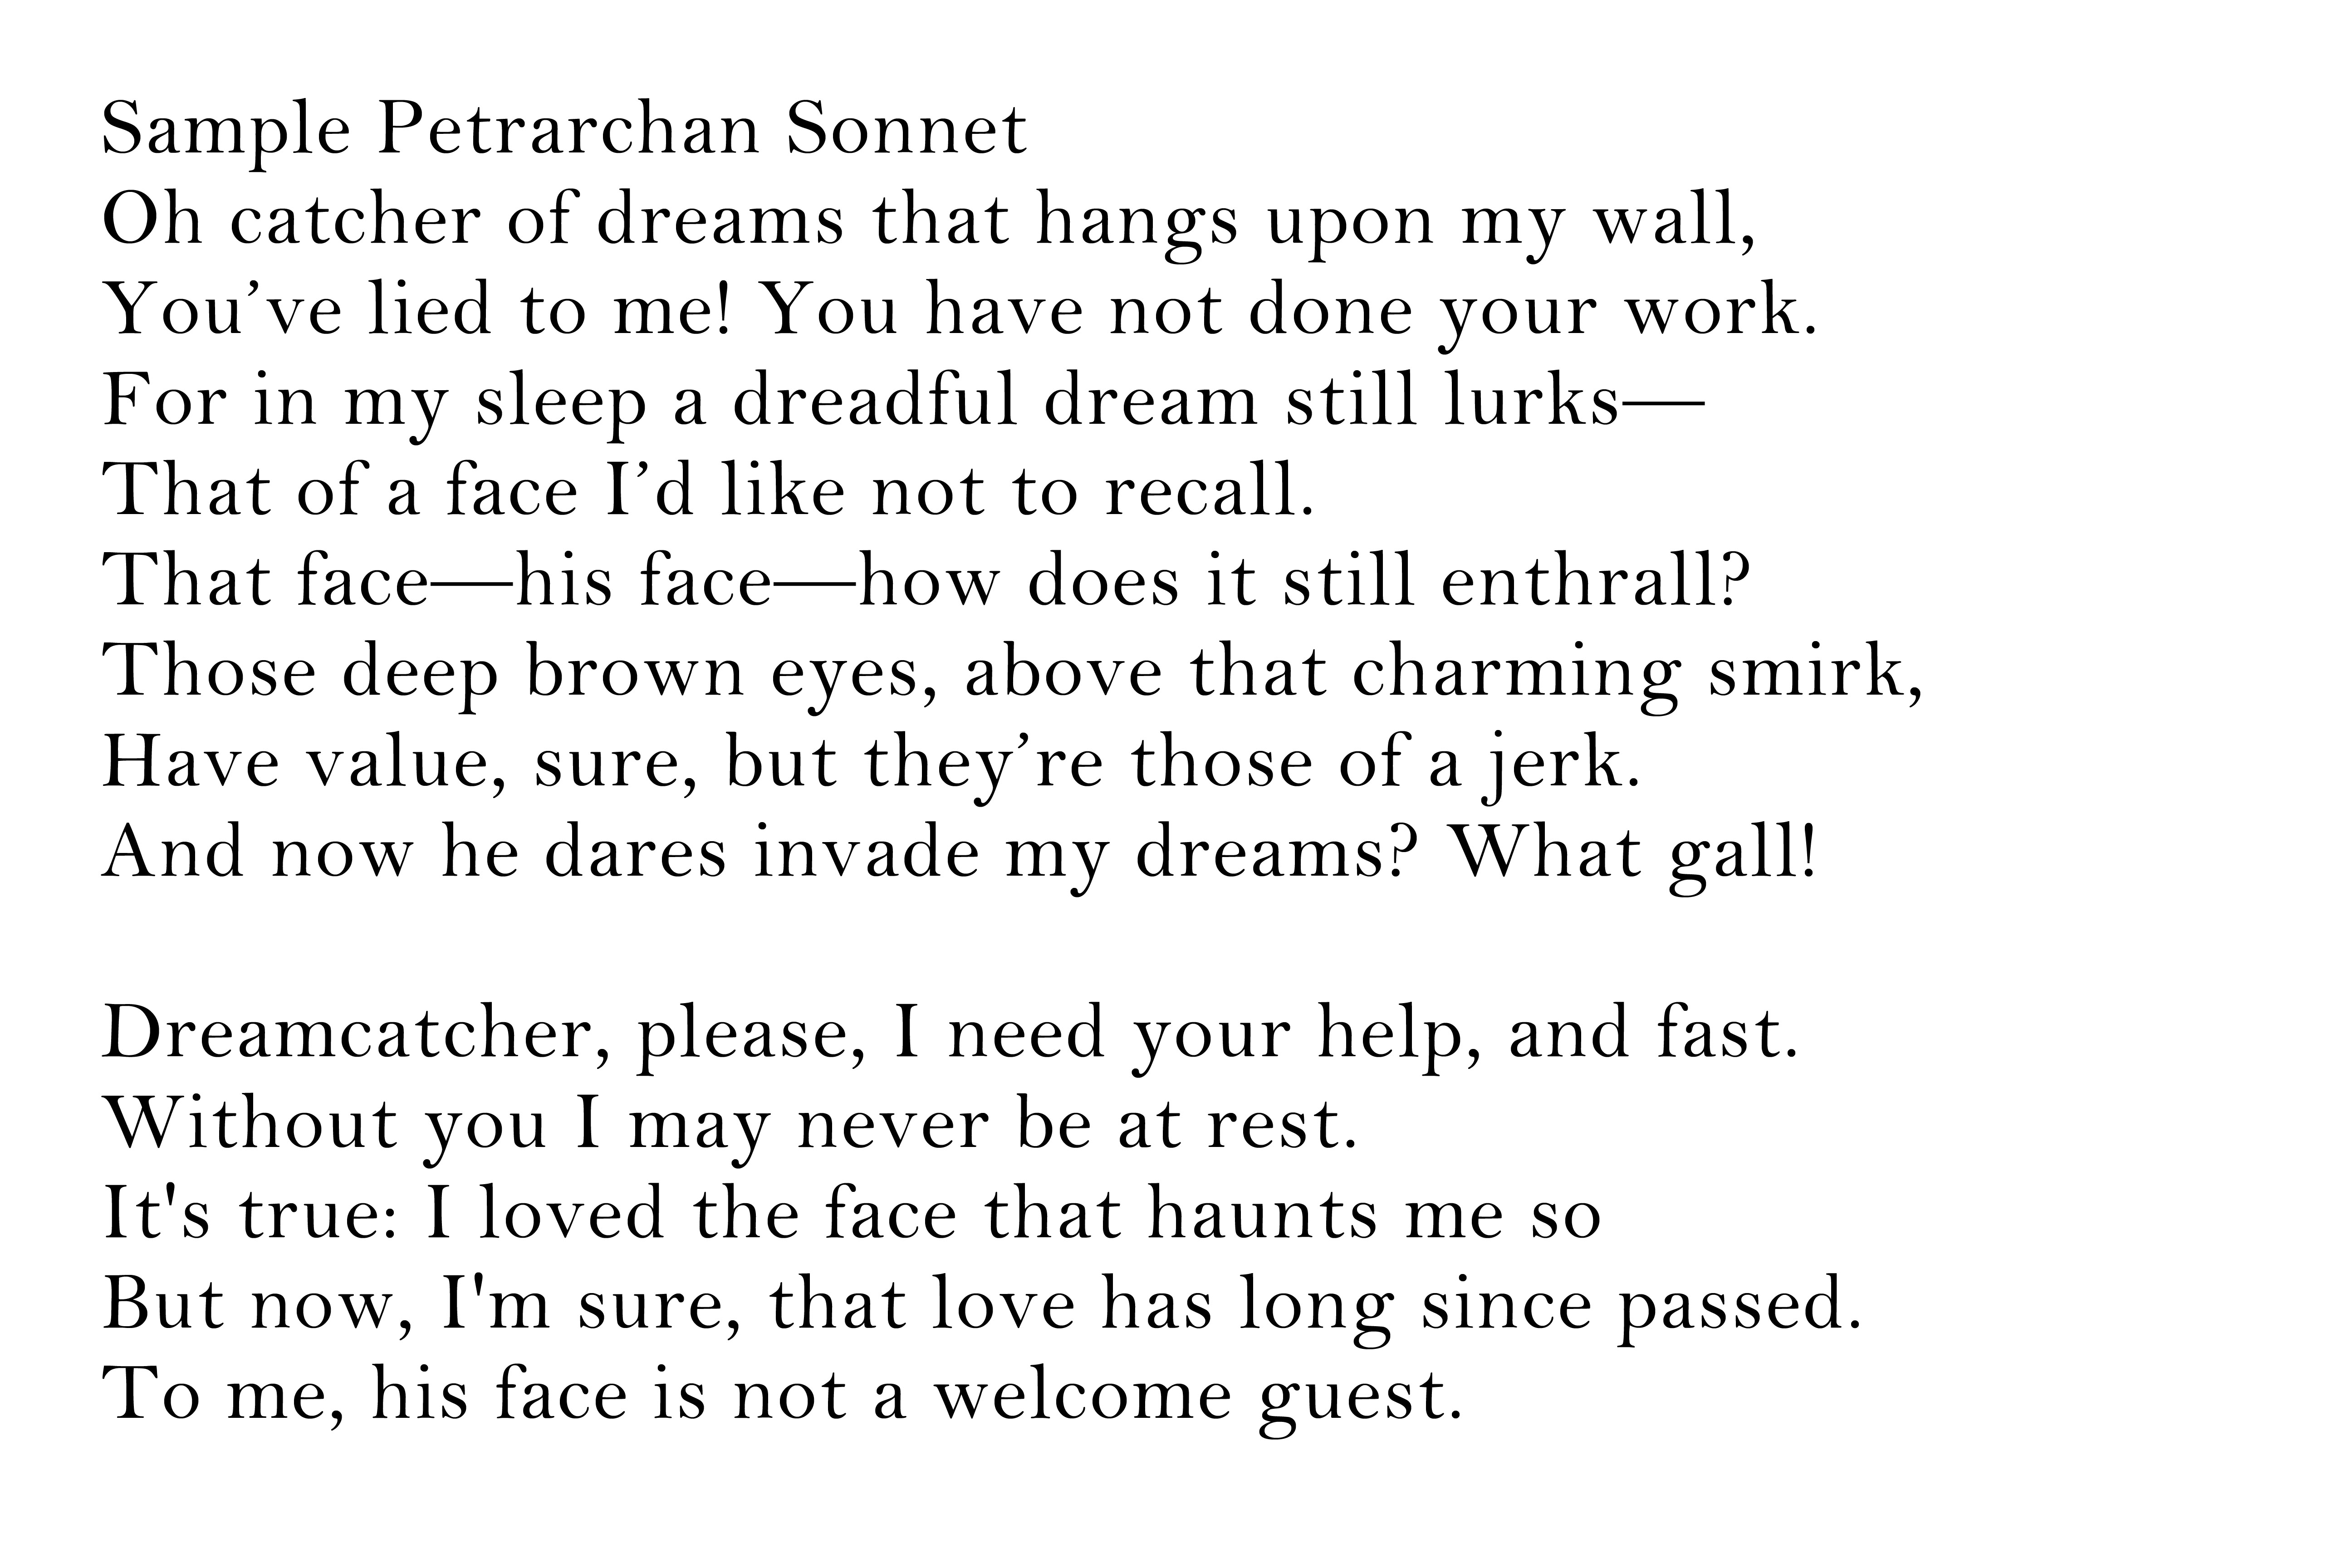 Sample Petrarchan Sonnet
Oh catcher of dreams that hangs upon my wall,
You’ve lied to me! You have not done your work.
For in my sleep a dreadful dream still lurks—
That of a face I’d like not to recall.
That face—his face—how does it still enthrall?
Those deep brown eyes, above that charming smirk,
Have value, sure, but they’re those of a jerk.
And now he dares invade my dreams? What gall!
Dreamcatcher, please, I need your help, and fast.
Without you I may never be at rest.
It's true: I loved the face that haunts me so
But now, I'm sure, that love has long since passed.
To me, his face is not a welcome guest.